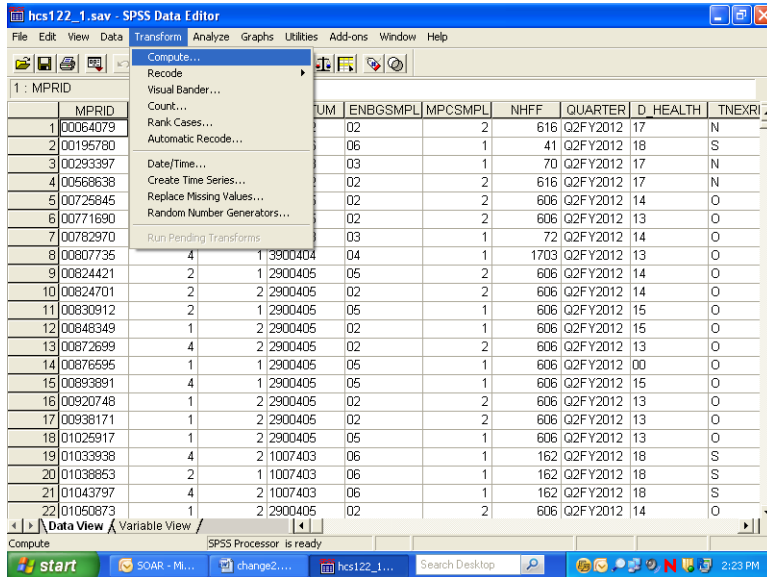 hcs122_1.sav - SPSS Data Editor
File Edit View Data Transform Analyze Graphs Utilities Add-ons Window Help
Compute...
Recode
Visual Bander...
Count...
Rank Cases...
Automatic Recode...
Date/Time...
Create Time Series...
Replace Missing Values...
Random Number Generators...
Run Pending Transforms
1 : MPRID
MPRID TUM ENBGSMPL MPCSMPL NHFF QUARTER D_HEALTH TNEXRE
1 00064079 02 2 616 Q2FY2012 17 N
2 00195780 06 1 41 Q2FY2012 18 S
3 00293397 03 1 70 Q2FY2012 17 N
4 00568638 02 2 616 Q2FY2012 17 N
5 00725845 02 2 606 Q2FY2012 14 O
6 00771690 02 2 606 Q2FY2012 13 O
7 00782970 03 1 72 Q2FY2012 14 O
8 00807735 4 1 3900404 04 1 1703 Q2FY2012 13 O
9 00824421 2 1 2900405 05 2 606 Q2FY2012 14 O
10 00824701 2 2 2900405 02 2 606 Q2FY2012 14 O
11 00830912 2 1 2900405 05 1 606 Q2FY2012 15 O
12 00848349 1 2 2900405 02 1 606 Q2FY2012 15 O
13 00872699 4 2 2900405 02 2 606 Q2FY2012 13 O
14 00876595 1 1 2900405 05 1 606 Q2FY2012 00 O
15 00893891 4 1 2900405 05 1 606 Q2FY2012 15 O
16 00920748 1 2 2900405 02 2 606 Q2FY2012 13 O
17 00938171 1 2 2900405 02 2 606 Q2FY2012 13 O
18 01025917 1 2 2900405 05 1 606 Q2FY2012 13 O
19 01033938 4 2 1007403 06 1 162 Q2FY2012 18 S
20 01038853 2 1 1007403 06 1 162 Q2FY2012 18 S
21 01043797 4 2 1007403 06 1 162 Q2FY2012 18 S
22 01050873 1 2 2900405 02 2 606 Q2FY2012 14 O
Data View Variable View
Compute SPSS Processor is ready
start SOAR - Mi... change2.... hcs122_1... Search Desktop 2:23 PM